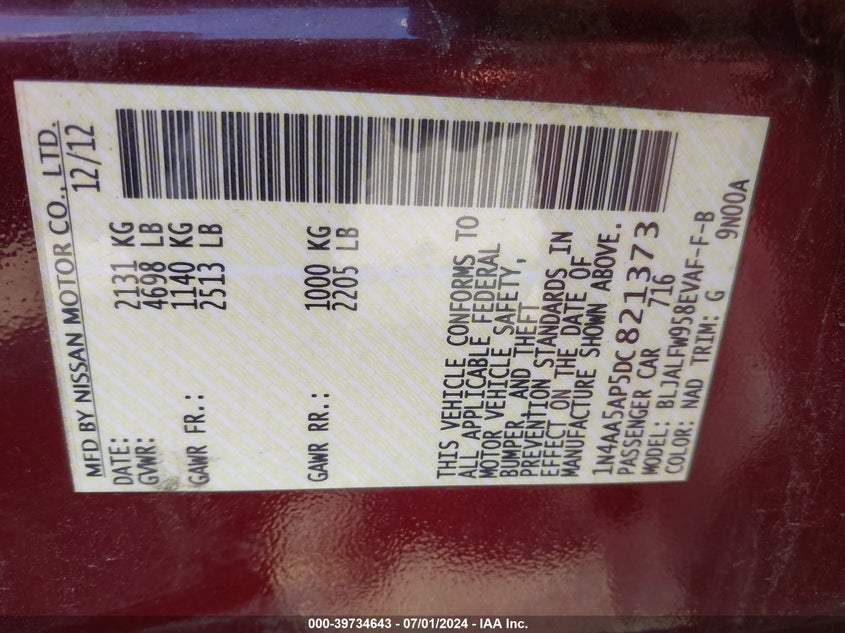 MFD BY NISSAN MOTOR CO., LTD.
DATE: 12/12
GVWR: 2131 KG
4698 LB
GAWR FR.: 1140 KG
2513 LB
GAWR RR.: 1000 KG
2205 LB
THIS VEHICLE CONFORMS TO
ALL APPLICABLE FEDERAL
MOTOR VEHICLE SAFETY,
BUMPER, AND THEFT
PREVENTION STANDARDS IN
EFFECT ON THE DATE OF
MANUFACTURE SHOWN ABOVE.
1N4AA5AP5DC821373
PASSENGER CAR 716
MODEL: BLJALFW958EVAF-F-B
COLOR: NAD TRIM: G 9N00A
000-39734643 - 07/01/2024 - IAA Inc.